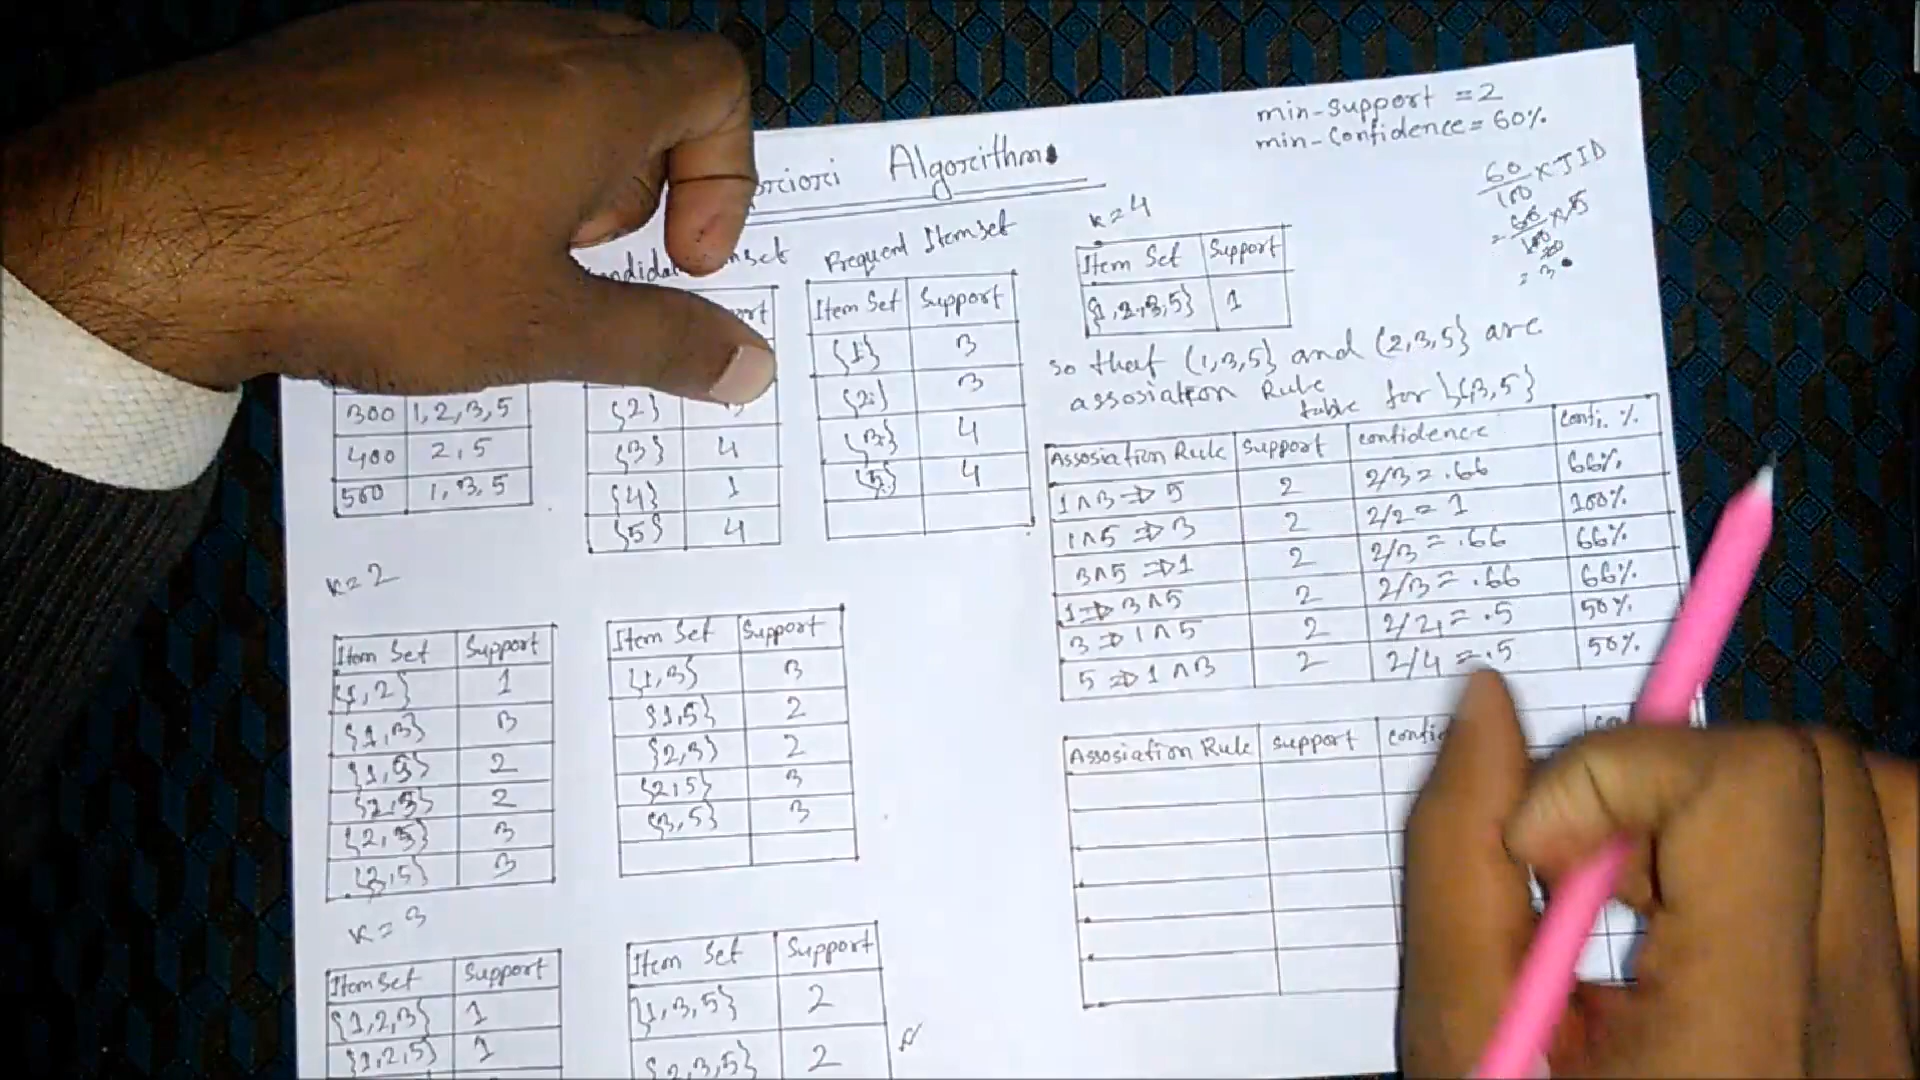 min-support = 2
min-confidence = 60%
Algorithm
60/100 X TID
= 3
Frequent Itemset
Item Set Support
{1} 3
{2} 3
{3} 4
{5} 4
K=4
Item Set Support
{1,2,3,5} 1
so that (1,3,5} and (2,3,5} are
assosiation Rule
table for
Assosiation Rule Support confidence
1∧3 => 5 2 2/3 = .66 66%
1∧5 => 3 2 2/2 = 1 100%
3∧5 => 1 2 2/3 = .66 66%
1 => 3∧5 2 2/3 = .66 66%
3 => 1∧5 2 = .5 50%
5 => 1∧3 2 2/4 = .5 50%
Assosiation Rule support
300 1,2,3,5
400 2,5
500 1,3,5
{2}
{3} 4
{4} 1
{5} 4
K=2
Item Set Support
{1,2} 1
{1,3} 3
{1,5} 2
{2,3} 2
{2,5} 3
{3,5} 3
Item Set Support
{1,3} 3
{1,5} 2
{2,3} 2
{2,5} 3
{3,5} 3
K=3
Item Set Support
{1,2,3} 1
{1,2,5} 1
Item Set Support
{1,3,5} 2
{2,3,5} 2